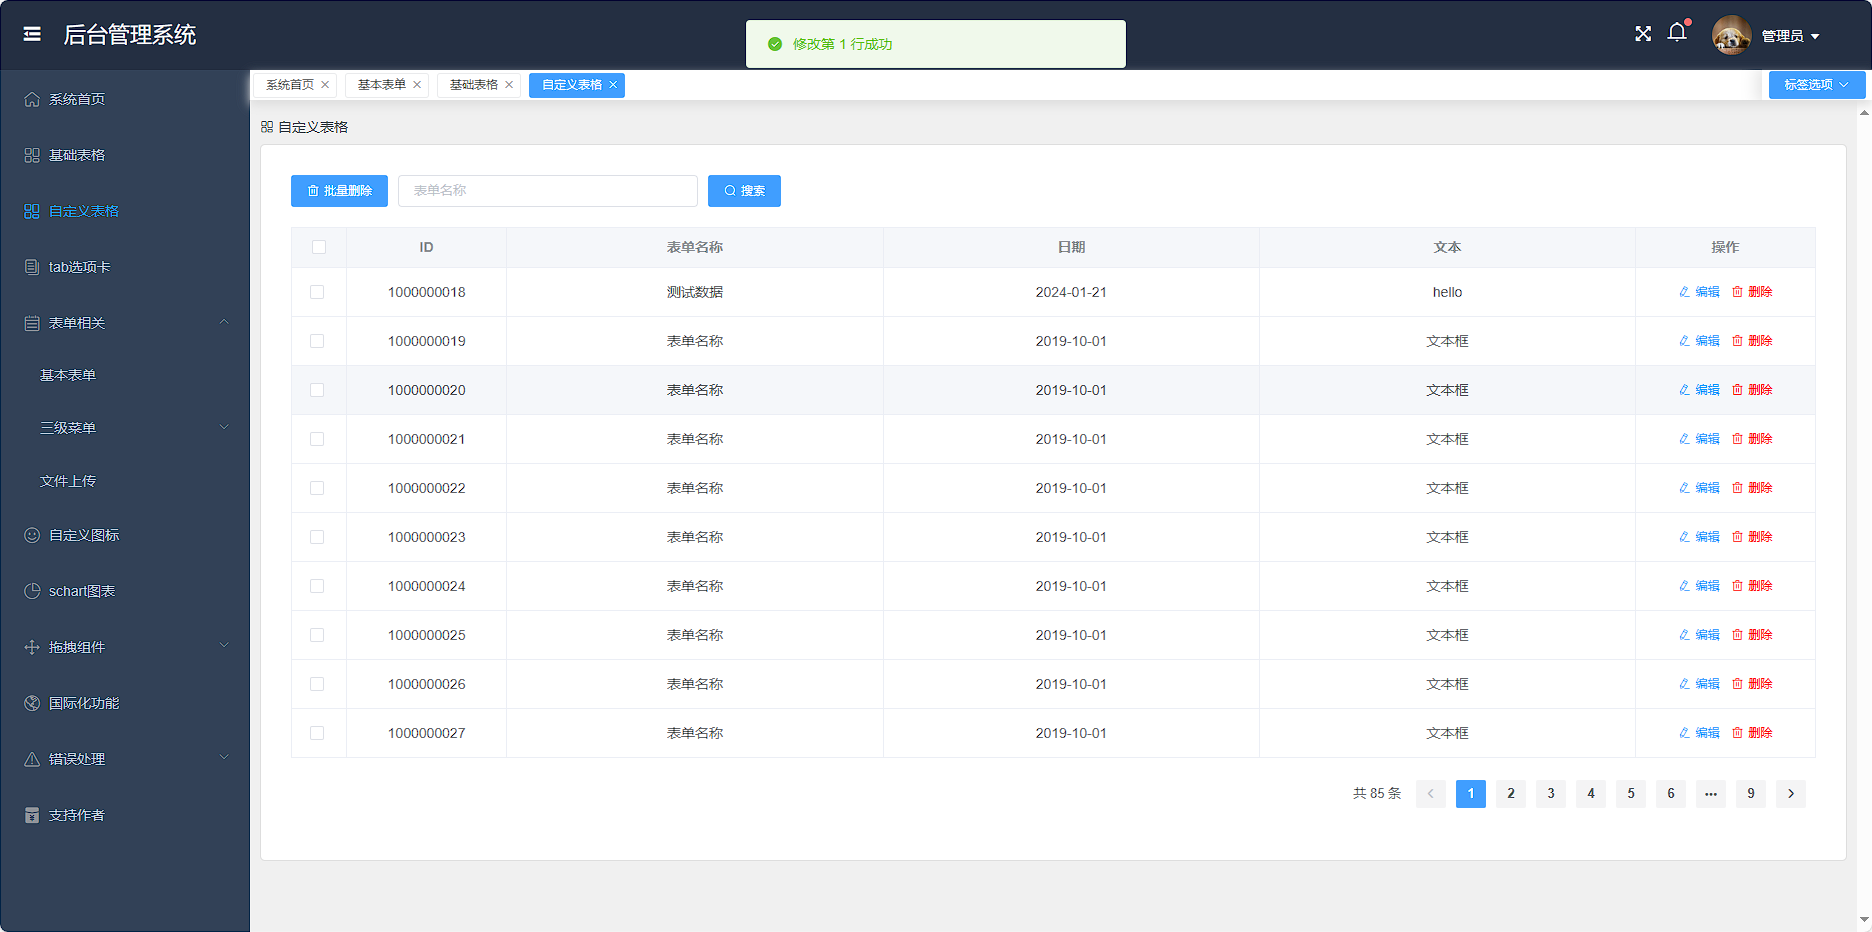 后台管理系统
修改第 1 行成功
管理员
系统首页
基本表单
基础表格
自定义表格
标签选项
系统首页
基础表格
自定义表格
tab选项卡
表单相关
基本表单
三级菜单
文件上传
自定义图标
schart图表
拖拽组件
国际化功能
错误处理
支持作者
自定义表格
批量删除 表单名称 搜索
ID 表单名称 日期 文本 操作
1000000018 测试数据 2024-01-21 hello 编辑 删除
1000000019 表单名称 2019-10-01 文本框 编辑 删除
1000000020 表单名称 2019-10-01 文本框 编辑 删除
1000000021 表单名称 2019-10-01 文本框 编辑 删除
1000000022 表单名称 2019-10-01 文本框 编辑 删除
1000000023 表单名称 2019-10-01 文本框 编辑 删除
1000000024 表单名称 2019-10-01 文本框 编辑 删除
1000000025 表单名称 2019-10-01 文本框 编辑 删除
1000000026 表单名称 2019-10-01 文本框 编辑 删除
1000000027 表单名称 2019-10-01 文本框 编辑 删除
共 85 条 1 2 3 4 5 6 ··· 9